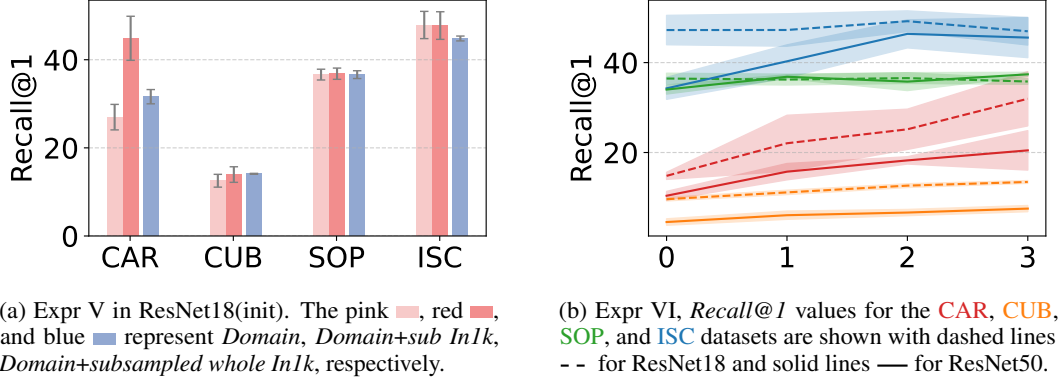 Recall@1
40
20
0
CAR
CUB
SOP
ISC
(a) Expr V in ResNet18(init). The pink , red ,
and blue represent Domain, Domain+sub In1k,
Domain+subsampled whole In1k, respectively.
Recall@1
40
20
0
1
2
3
(b) Expr VI, Recall@1 values for the CAR, CUB,
SOP, and ISC datasets are shown with dashed lines
for ResNet18 and solid lines for ResNet50.